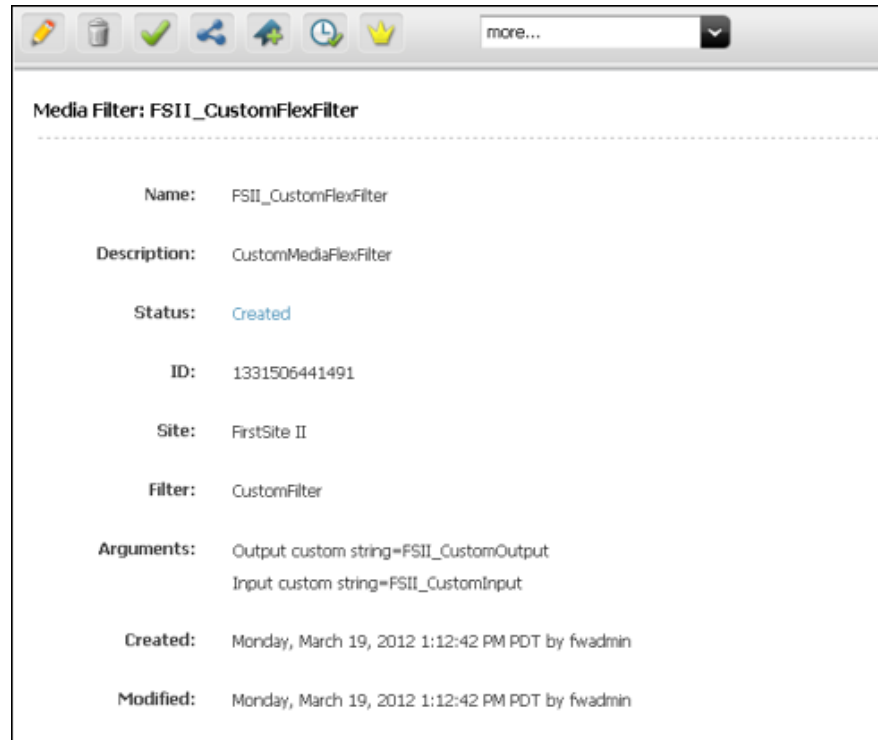 more...
Media Filter: FSII_CustomFlexFilter
Name: FSII_CustomFlexFilter
Description: CustomMediaFlexFilter
Status: Created
ID: 1331506441491
Site: FirstSite II
Filter: CustomFilter
Arguments: Output custom string=FSII_CustomOutput
Input custom string=FSII_CustomInput
Created: Monday, March 19, 2012 1:12:42 PM PDT by fwadmin
Modified: Monday, March 19, 2012 1:12:42 PM PDT by fwadmin